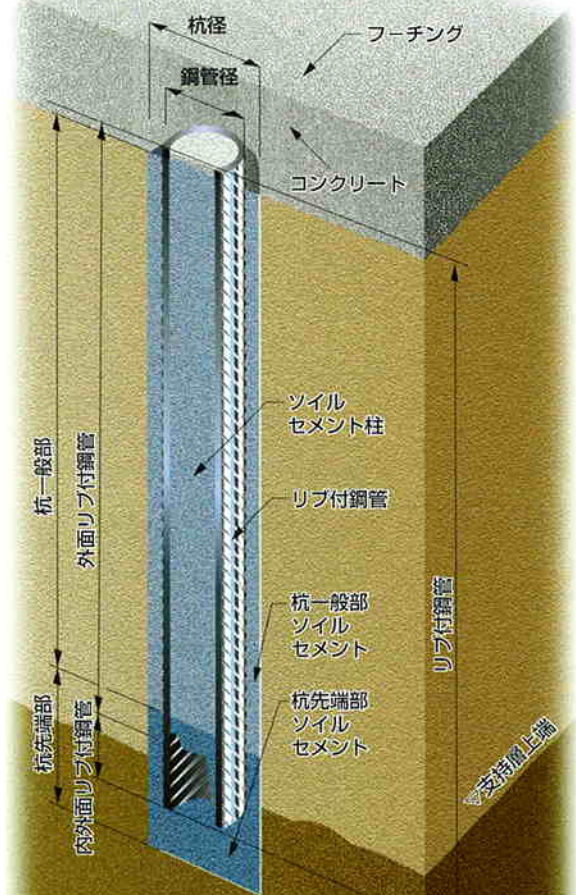 杭径
フーチング
鋼管径
コンクリート
ソイル
セメント柱
リブ付鋼管
杭一般部
外面リブ付鋼管
リブ付鋼管
杭一般部
ソイル
セメント
杭先端部
ソイル
セメント
杭先端部
内外面リブ付鋼管
▽支持層上端